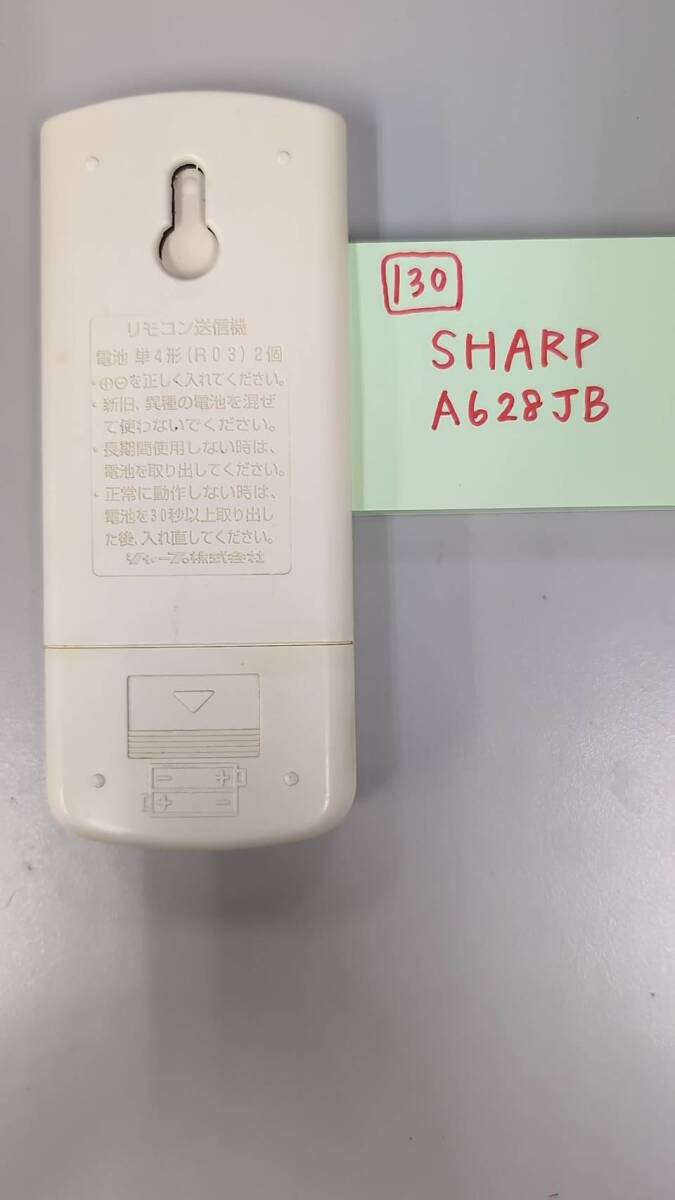 リモコン送信機
電池 単4形(R03)2個
・⊕⊖を正しく入れてください。
・新旧、異種の電池を混ぜ
て使わないでください。
・長期間使用しない時は、
電池を取り出してください。
・正常に動作しない時は、
電池を30秒以上取り出し
た後、入れ直してください。
シャープ株式会社
- +
+ -
130
SHARP
A628JB